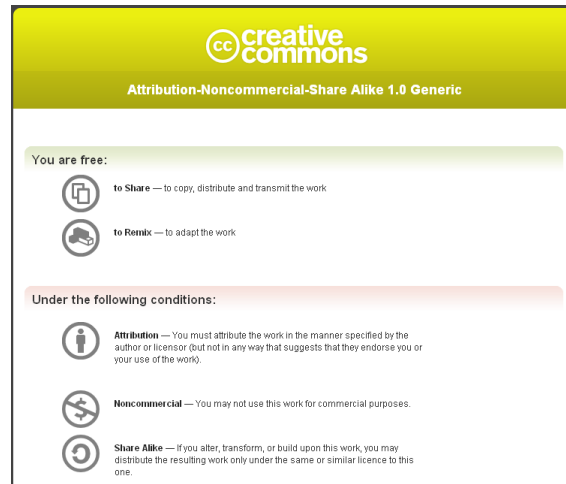 cc creative
commons
Attribution-Noncommercial-Share Alike 1.0 Generic
You are free:
to Share — to copy, distribute and transmit the work
to Remix — to adapt the work
Under the following conditions:
Attribution — You must attribute the work in the manner specified by the
author or licensor (but not in any way that suggests that they endorse you or
your use of the work).
Noncommercial — You may not use this work for commercial purposes.
Share Alike — If you alter, transform, or build upon this work, you may
distribute the resulting work only under the same or similar licence to this
one.